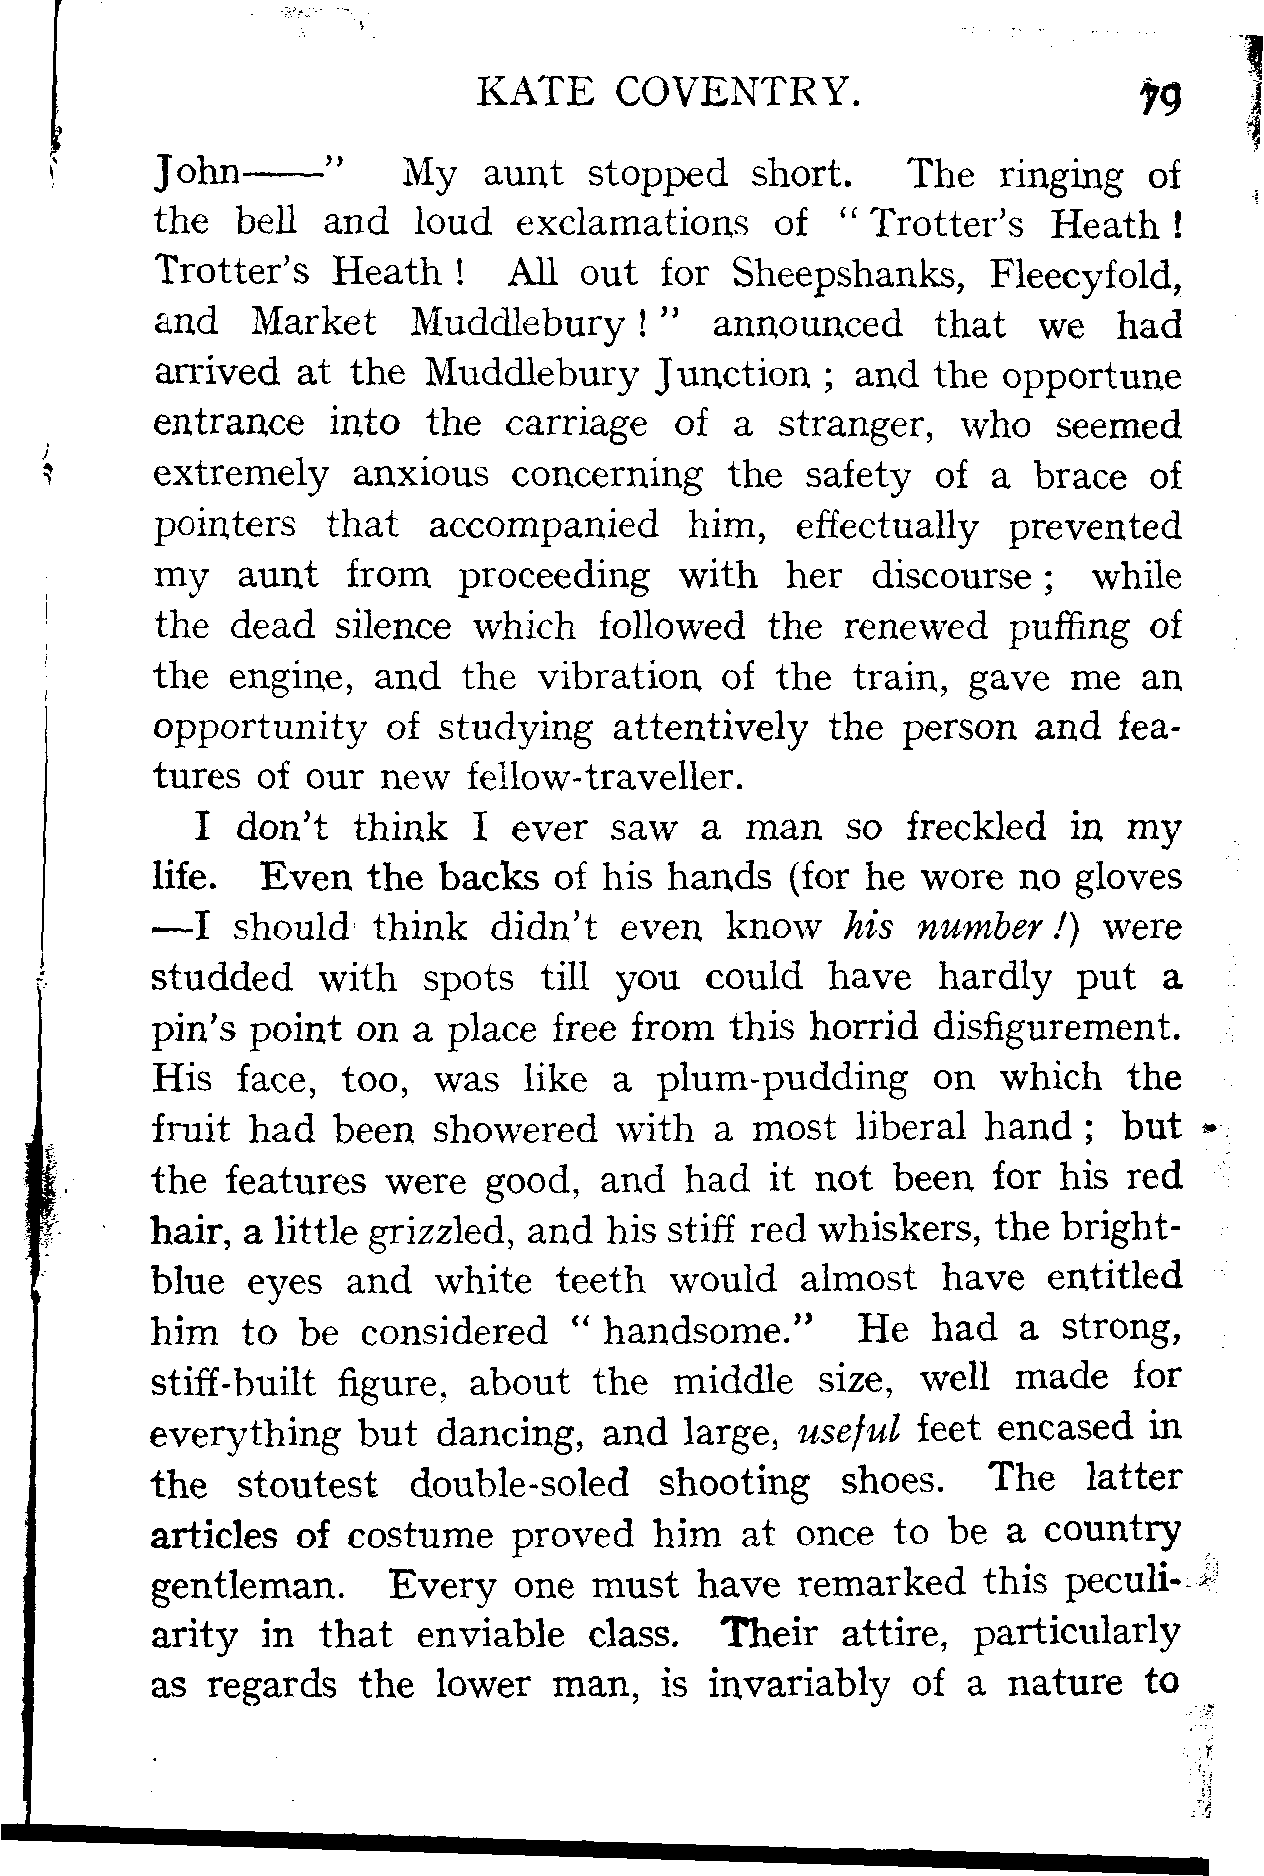 KATE COVENTRY. 79
John——” My aunt stopped short. The ringing of
the bell and loud exclamations of “ Trotter’s Heath !
Trotter’s Heath ! All out for Sheepshanks, Fleecyfold,
and Market Muddlebury ! ” announced that we had
arrived at the Muddlebury Junction ; and the opportune
entrance into the carriage of a stranger, who seemed
extremely anxious concerning the safety of a brace of
pointers that accompanied him, effectually prevented
my aunt from proceeding with her discourse ; while
the dead silence which followed the renewed puffing of
the engine, and the vibration of the train, gave me an
opportunity of studying attentively the person and fea-
tures of our new fellow-traveller.
I don’t think I ever saw a man so freckled in my
life. Even the backs of his hands (for he wore no gloves
—I should think didn’t even know his number !) were
studded with spots till you could have hardly put a
pin’s point on a place free from this horrid disfigurement.
His face, too, was like a plum-pudding on which the
fruit had been showered with a most liberal hand ; but
the features were good, and had it not been for his red
hair, a little grizzled, and his stiff red whiskers, the bright-
blue eyes and white teeth would almost have entitled
him to be considered “ handsome.” He had a strong,
stiff-built figure, about the middle size, well made for
everything but dancing, and large, useful feet encased in
the stoutest double-soled shooting shoes. The latter
articles of costume proved him at once to be a country
gentleman. Every one must have remarked this peculi-
arity in that enviable class. Their attire, particularly
as regards the lower man, is invariably of a nature to